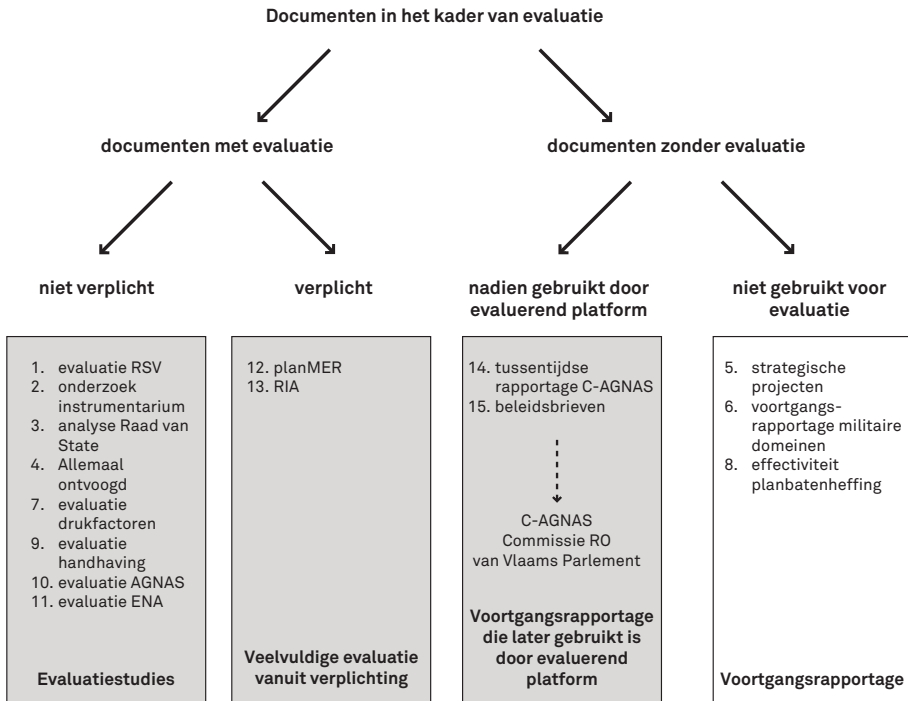 Documenten in het kader van evaluatie
documenten met evaluatie
documenten zonder evaluatie
niet verplicht
verplicht
nadien gebruikt door
evaluerend platform
niet gebruikt voor
evaluatie
1. evaluatie RSV
2. onderzoek
instrumentarium
3. analyse Raad van
State
4. Allemaal
ontvoogd
7. evaluatie
drukfactoren
9. evaluatie
handhaving
10. evaluatie AGNAS
11. evaluatie ENA
Evaluatiestudies
12. planMER
13. RIA
Veelvuldige evaluatie
vanuit verplichting
14. tussentijdse
rapportage C-AGNAS
15. beleidsbrieven
C-AGNAS
Commissie RO
van Vlaams Parlement
Voortgangsrapportage
die later gebruikt is
door evaluerend
platform
5. strategische
projecten
6. voortgangs-
rapportage militaire
domeinen
8. effectiviteit
planbatenheffing
Voortgangsrapportage